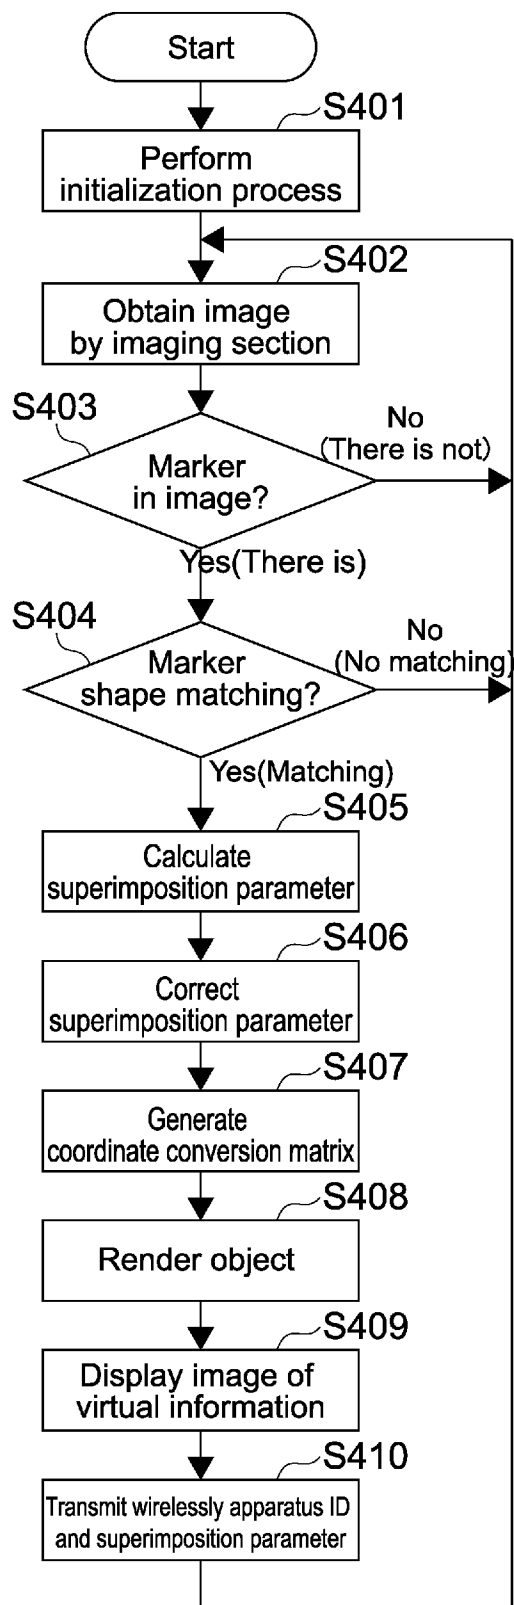 Start
S401
Perform
initialization process
S402
Obtain image
by imaging section
S403
Marker
in image?
No
(There is not)
Yes(There is)
S404
Marker
shape matching?
No
(No matching)
Yes(Matching)
S405
Calculate
superimposition parameter
S406
Correct
superimposition parameter
S407
Generate
coordinate conversion matrix
S408
Render object
S409
Display image of
virtual information
S410
Transmit wirelessly apparatus ID
and superimposition parameter